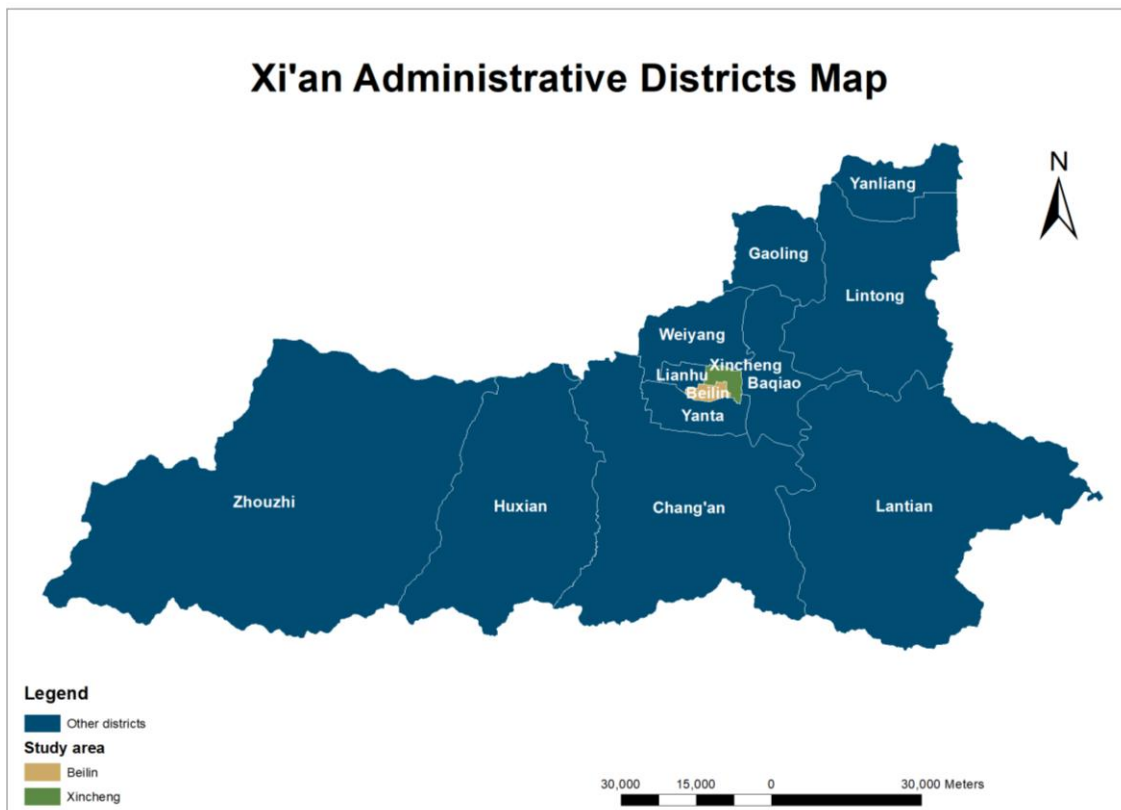 Xi'an Administrative Districts Map
N
Yanliang
Gaoling
Lintong
Weiyang
Xincheng
Lianhu
Baqiao
Beilin
Yanta
Zhouzhi
Huxian
Chang'an
Lantian
Legend
Other districts
Study area
Beilin
Xincheng
30,000 15,000 0 30,000 Meters